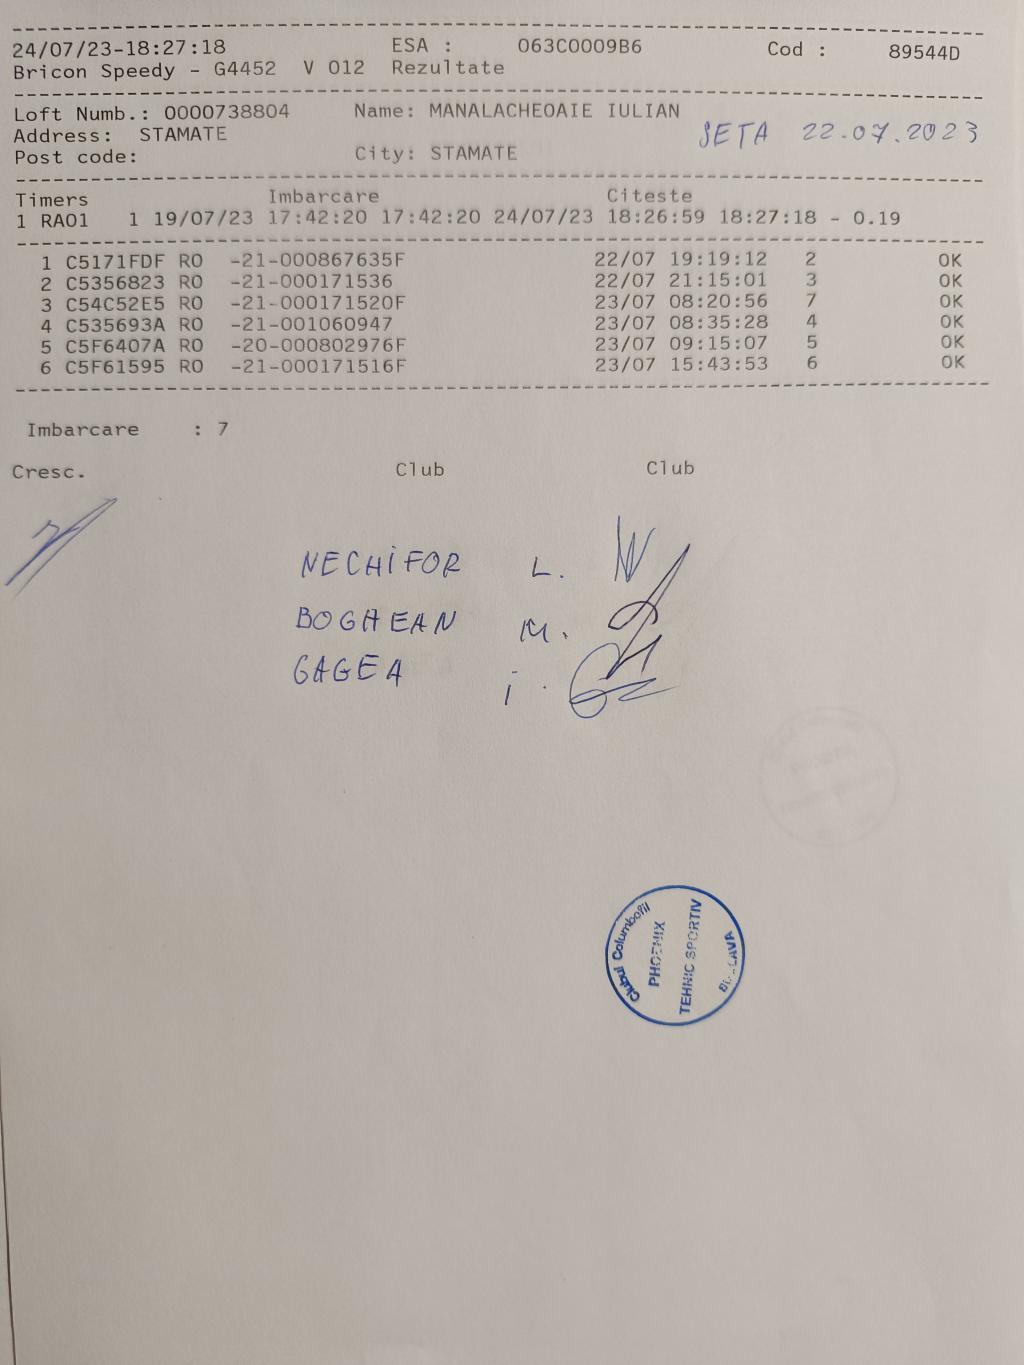 24/07/23-18:27:18 ESA : 063C0009B6 Cod : 89544D
Bricon Speedy - G4452 V 012 Rezultate
Loft Numb.: 0000738804 Name: MANALACHEOAIE IULIAN
Address: STAMATE SETA 22.07.2023
Post code: City: STAMATE
Timers Imbarcare Citeste
1 RA01 1 19/07/23 17:42:20 17:42:20 24/07/23 18:26:59 18:27:18 - 0.19
1 C5171FDF RO -21-000867635F 22/07 19:19:12 2 OK
2 C5356823 RO -21-000171536 22/07 21:15:01 3 OK
3 C54C52E5 RO -21-000171520F 23/07 08:20:56 7 OK
4 C535693A RO -21-001060947 23/07 08:35:28 4 OK
5 C5F6407A RO -20-000802976F 23/07 09:15:07 5 OK
6 C5F61595 RO -21-000171516F 23/07 15:43:53 6 OK
Imbarcare : 7
Cresc. Club Club
NECHIFOR L.
BOGHEAN M.
GAGEA i.
Clubul Columbofil
PHOENIX
TEHNIC SPORTIV